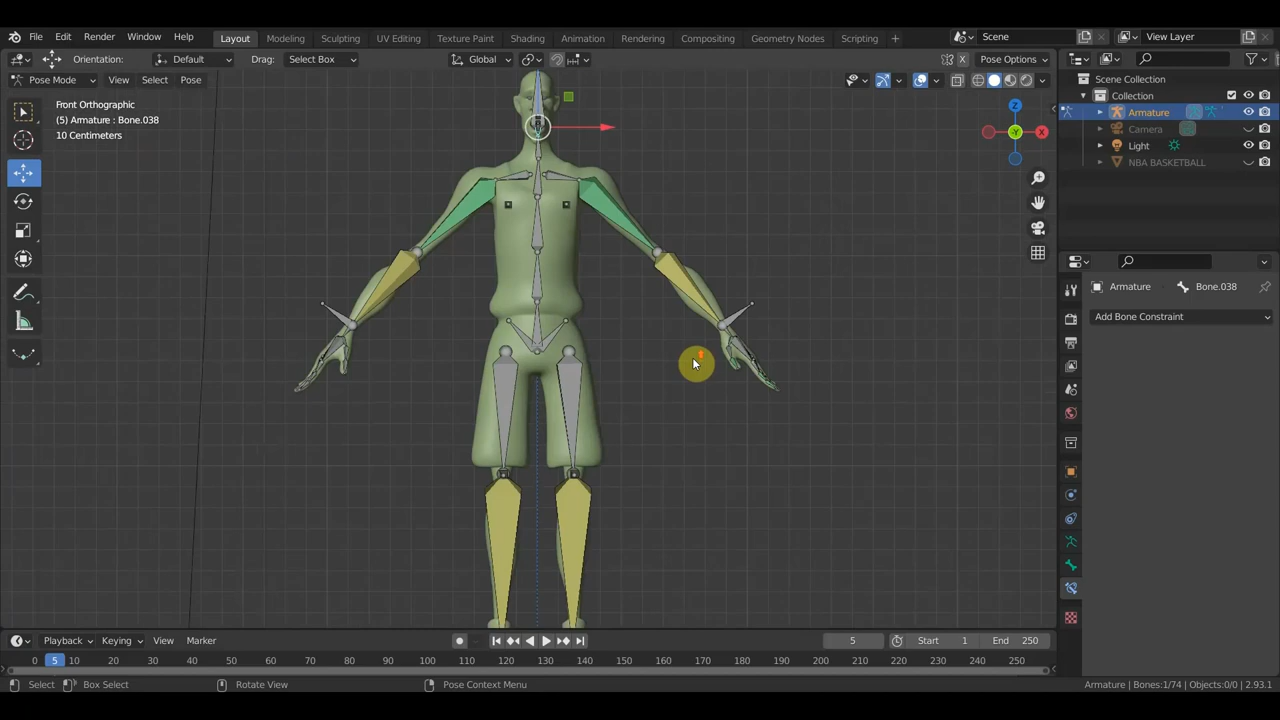 File Edit Render Window Help Layout Modeling Sculpting UV Editing Texture Paint Shading Animation Rendering Compositing Geometry Nodes Scripting Scene View Layer
Orientation: Default Drag: Select Box Global Pose Options
Pose Mode View Select Pose
Scene Collection
Collection
Armature
Camera
Light
NBA BASKETBALL
Front Orthographic
(5) Armature : Bone.038
10 Centimeters
Z
X
-Y
Armature Bone.038
Add Bone Constraint
Playback Keying View Marker 5 Start 1 End 250
0 5 10 20 30 40 50 60 70 80 90 100 110 120 130 140 150 160 170 180 190 200 210 220 230 240 250
Select Box Select Rotate View Pose Context Menu Armature | Bones:1/74 | Objects:0/0 | 2.93.1